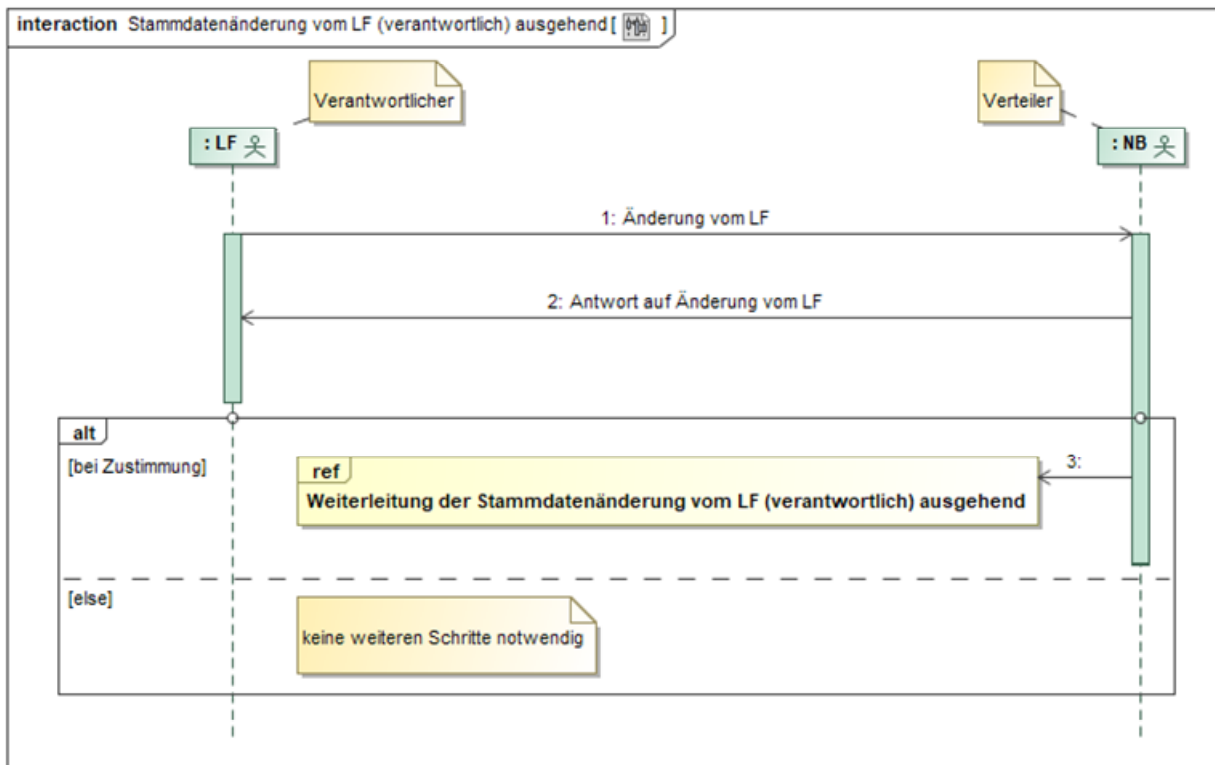 interaction Stammdatenänderung vom LF (verantwortlich) ausgehend [ ]
Verantwortlicher
Verteiler
: LF
: NB
1: Änderung vom LF
2: Antwort auf Änderung vom LF
alt
[bei Zustimmung]
ref
3:
Weiterleitung der Stammdatenänderung vom LF (verantwortlich) ausgehend
[else]
keine weiteren Schritte notwendig